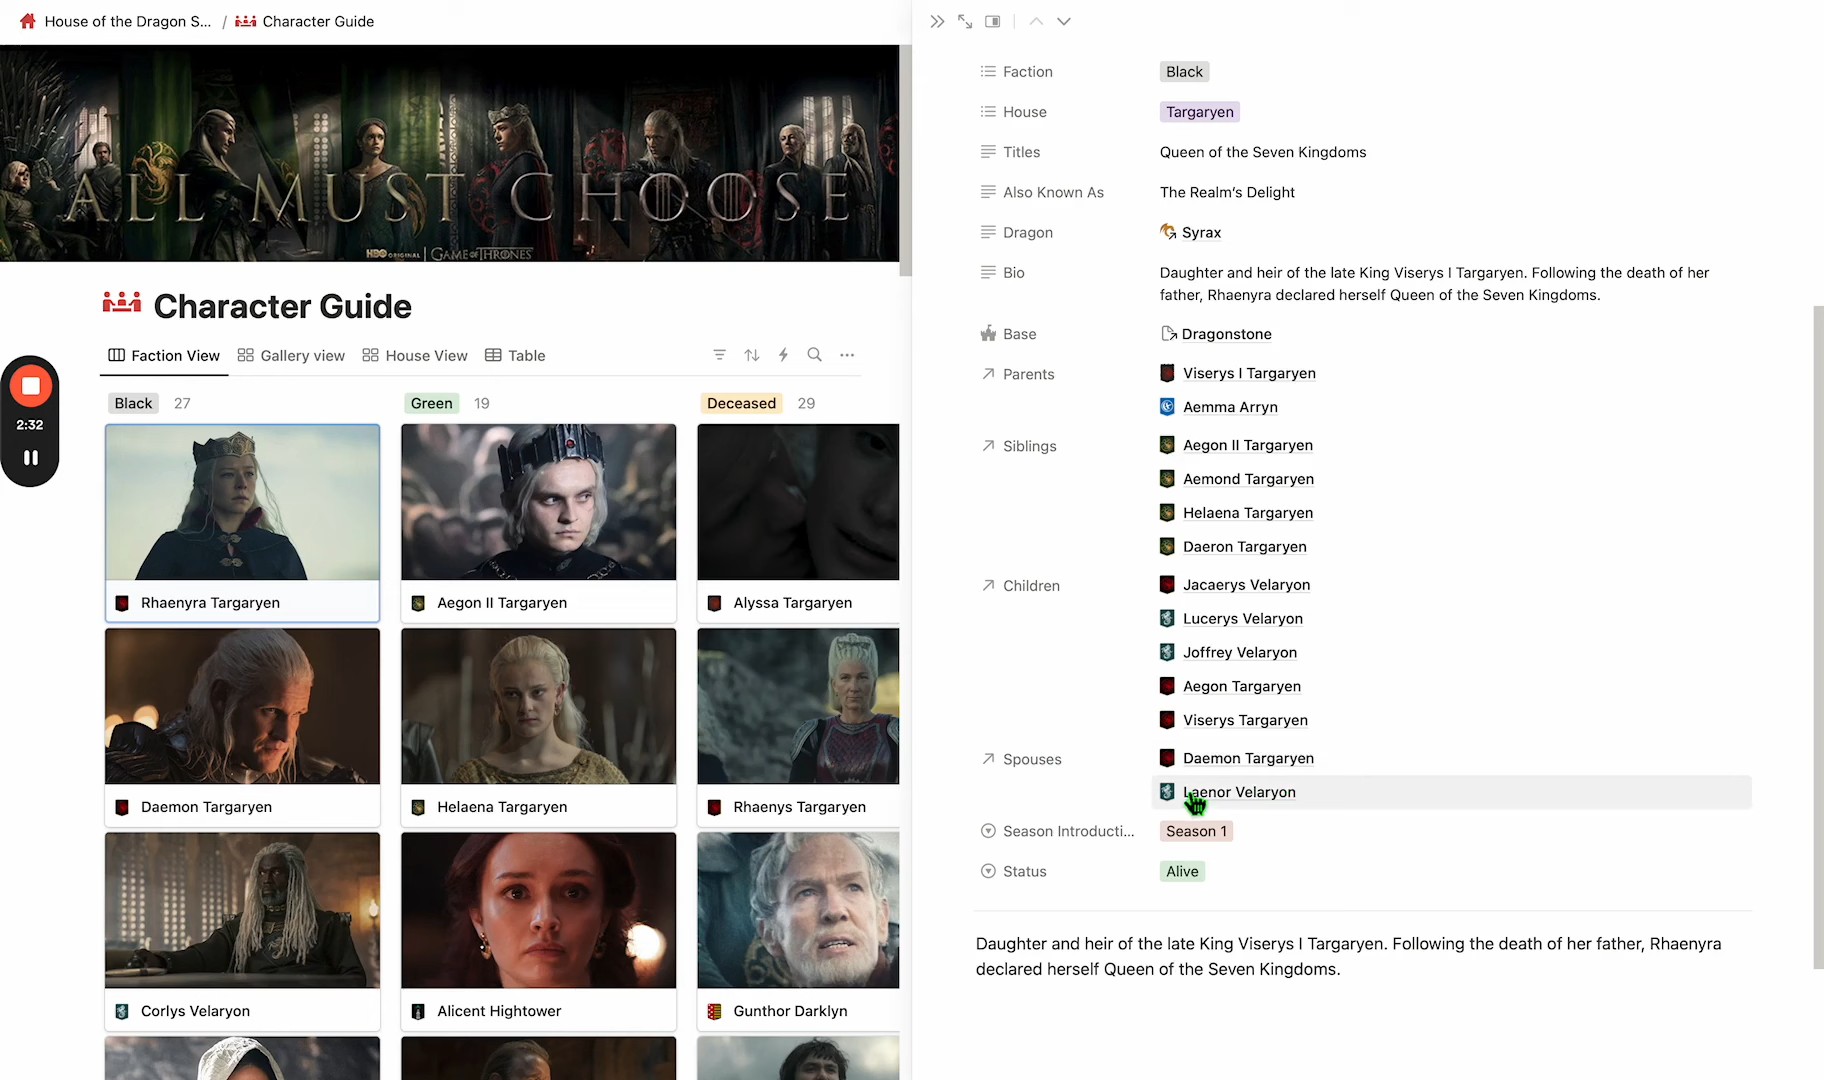 House of the Dragon S... / Character Guide
ALL MUST CHOOSE
HBO ORIGINAL | GAME OF THRONES
Character Guide
Faction View
Gallery view
House View
Table
Black 27
Green 19
Deceased 29
Rhaenyra Targaryen
Aegon II Targaryen
Alyssa Targaryen
Daemon Targaryen
Helaena Targaryen
Rhaenys Targaryen
Corlys Velaryon
Alicent Hightower
Gunthor Darklyn
2:32
Faction Black
House Targaryen
Titles Queen of the Seven Kingdoms
Also Known As The Realm's Delight
Dragon Syrax
Bio Daughter and heir of the late King Viserys I Targaryen. Following the death of her
father, Rhaenyra declared herself Queen of the Seven Kingdoms.
Base Dragonstone
Parents Viserys I Targaryen
Aemma Arryn
Siblings Aegon II Targaryen
Aemond Targaryen
Helaena Targaryen
Daeron Targaryen
Children Jacaerys Velaryon
Lucerys Velaryon
Joffrey Velaryon
Aegon Targaryen
Viserys Targaryen
Spouses Daemon Targaryen
Laenor Velaryon
Season Introducti... Season 1
Status Alive
Daughter and heir of the late King Viserys I Targaryen. Following the death of her father, Rhaenyra
declared herself Queen of the Seven Kingdoms.